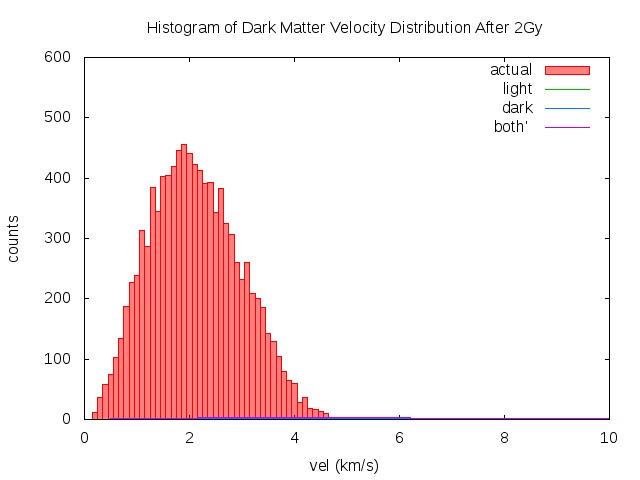 Histogram of Dark Matter Velocity Distribution After 2Gy
600
500
400
300
200
100
0
counts
actual
light
dark
both'
0 2 4 6 8 10
vel (km/s)